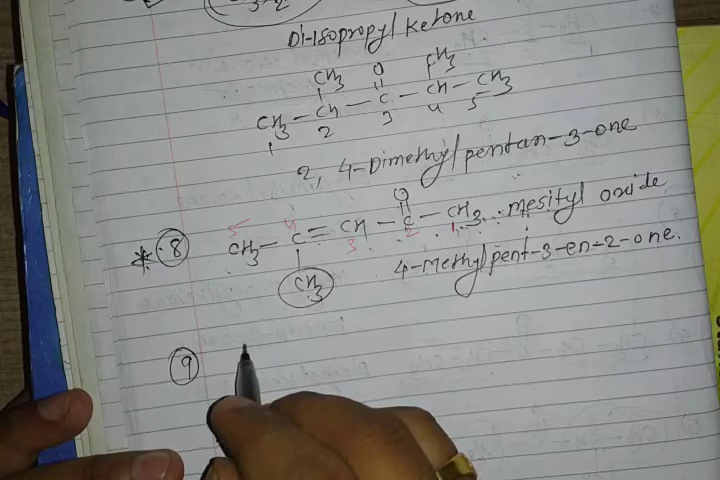 Di-isopropyl Ketone
CH3 O CH3
CH3 - CH - C - CH - CH3
1 2 3 4 5
2, 4-Dimethylpentan-3-one
O
5 4 3 2 1
* 8 CH3 - C = CH - C - CH3 mesityl oxide
CH3 4-Methylpent-3-en-2-one.
9